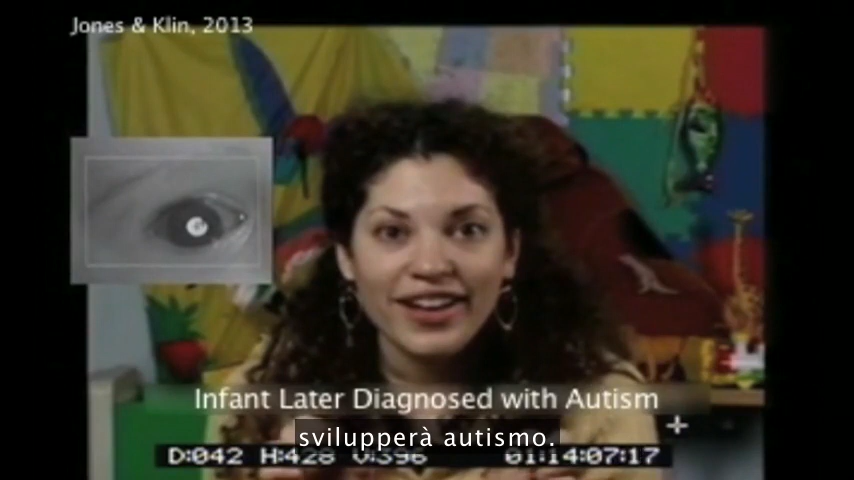 Jones & Klin, 2013
Infant Later Diagnosed with Autism
svilupperà autismo.
D:042 H:428 V:396 01:14:07:17